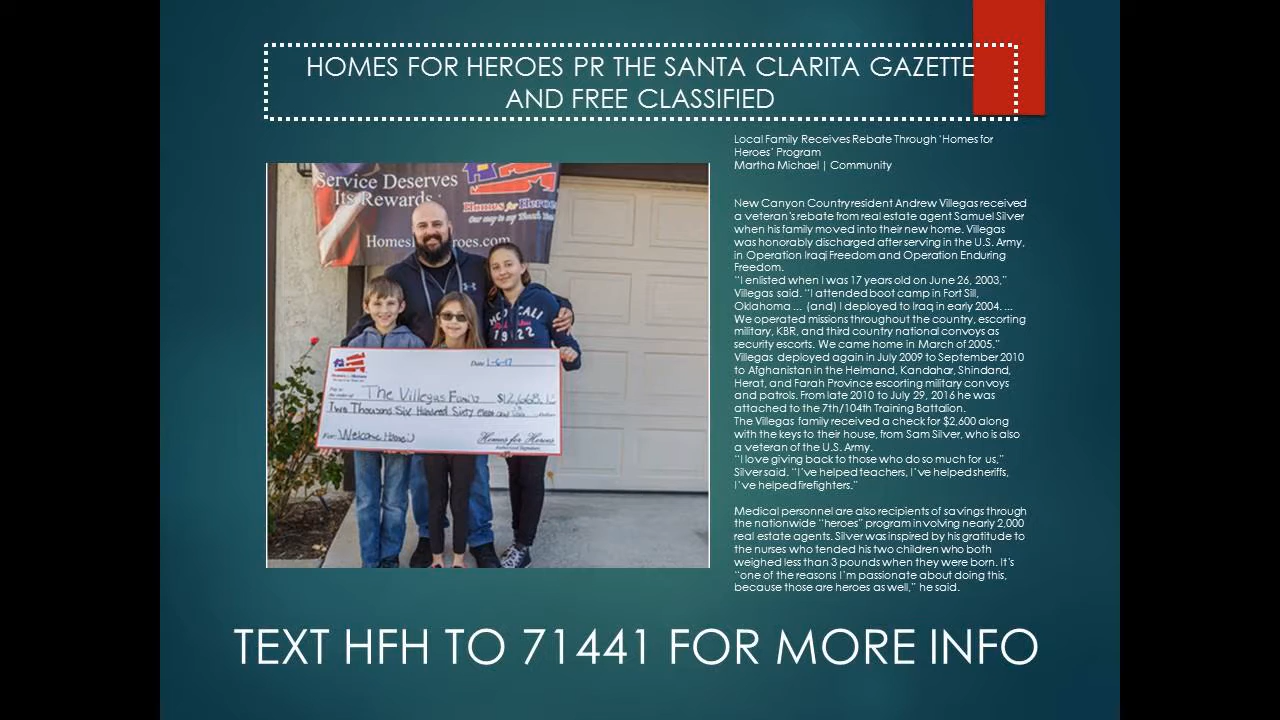 HOMES FOR HEROES PR THE SANTA CLARITA GAZETTE
AND FREE CLASSIFIED
Local Family Receives Rebate Through 'Homes for
Heroes' Program
Martha Michael | Community
New Canyon Country resident Andrew Villegas received
a veteran's rebate from real estate agent Samuel Silver
when his family moved into their new home. Villegas
was honorably discharged after serving in the U.S. Army,
in Operation Iraqi Freedom and Operation Enduring
Freedom.
"I enlisted when I was 17 years old on June 26, 2003,"
Villegas said. "I attended boot camp in Fort Sill,
Oklahoma ... (and) I deployed to Iraq in early 2004. ...
We operated missions throughout the country, escorting
military, KBR, and third country national convoys as
security escorts. We came home in March of 2005."
Villegas deployed again in July 2009 to September 2010
to Afghanistan in the Helmand, Kandahar, Shindand,
Herat, and Farah Province escorting military convoys
and patrols. From late 2010 to July 29, 2016 he was
attached to the 7th/104th Training Battalion.
The Villegas family received a check for $2,600 along
with the keys to their house, from Sam Silver, who is also
a veteran of the U.S. Army.
"I love giving back to those who do so much for us,"
Silver said. "I've helped teachers, I've helped sheriffs,
I've helped firefighters."
Medical personnel are also recipients of savings through
the nationwide "heroes" program involving nearly 2,000
real estate agents. Silver was inspired by his gratitude to
the nurses who tended his two children who both
weighed less than 3 pounds when they were born. It's
"one of the reasons I'm passionate about doing this,
because those are heroes as well," he said.
Service Deserves
Its Rewards
Homes for Heroes
Homes
roes.com
Date 1-6-17
The Villegas Family
Two Thousand Six Hundred Sixty
For: Welcome Home
Homes for Heroes
TEXT HFH TO 71441 FOR MORE INFO